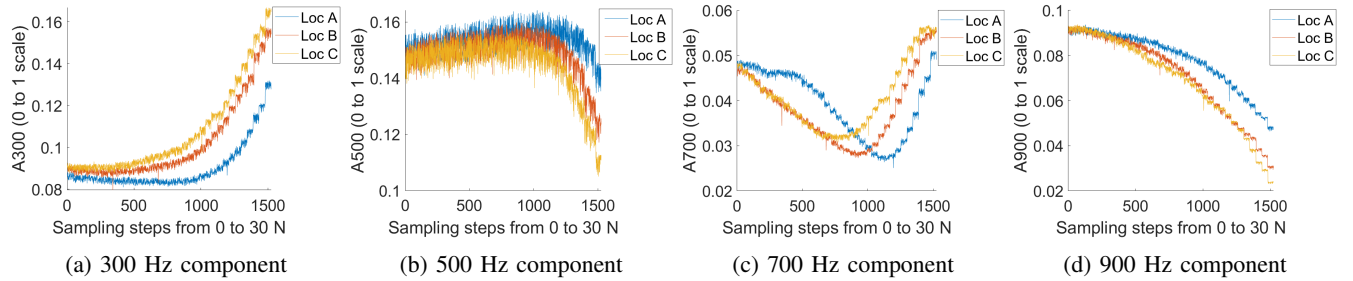 A300 (0 to 1 scale)
0.16
0.14
0.12
0.1
0.08
0
500
1000
1500
Sampling steps from 0 to 30 N
Loc A
Loc B
Loc C
(a) 300 Hz component
A500 (0 to 1 scale)
0.16
0.14
0.12
0.1
0
500
1000
1500
Sampling steps from 0 to 30 N
Loc A
Loc B
Loc C
(b) 500 Hz component
A700 (0 to 1 scale)
0.06
0.05
0.04
0.03
0.02
0
500
1000
1500
Sampling steps from 0 to 30 N
Loc A
Loc B
Loc C
(c) 700 Hz component
A900 (0 to 1 scale)
0.1
0.08
0.06
0.04
0.02
0
500
1000
1500
Sampling steps from 0 to 30 N
Loc A
Loc B
Loc C
(d) 900 Hz component